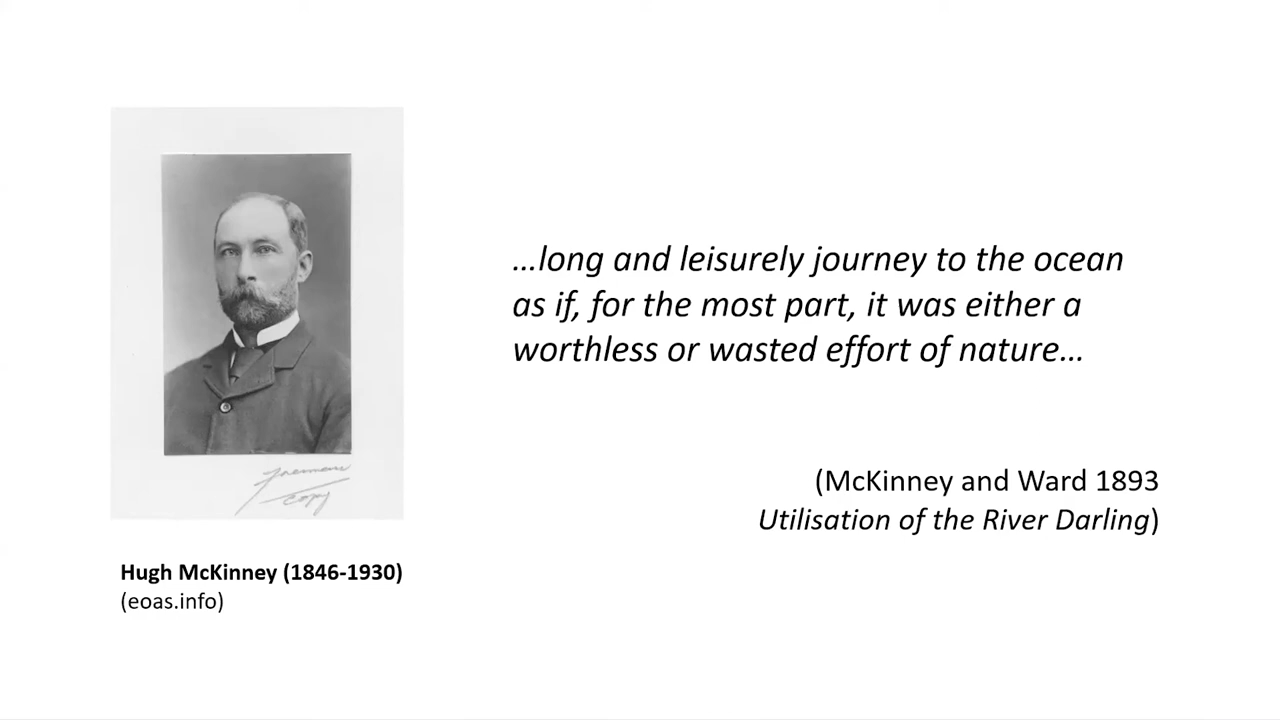 …long and leisurely journey to the ocean
as if, for the most part, it was either a
worthless or wasted effort of nature…
(McKinney and Ward 1893
Utilisation of the River Darling)
copy
Hugh McKinney (1846-1930)
(eoas.info)